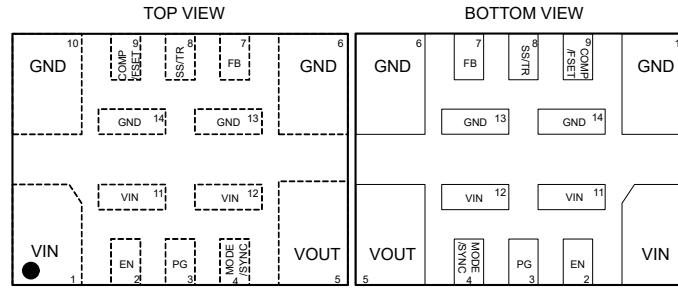 TOP VIEW
BOTTOM VIEW
10
9
8
7
6
GND
COMP
/FSET
SS/TR
FB
GND
GND 14
GND 13
VIN 11
VIN 12
VIN
EN
PG
MODE
/SYNC
VOUT
1
2
3
4
5
6
7
8
9
1
GND
FB
SS/TR
COMP
/FSET
GND
GND 13
GND 14
VIN 12
VIN 11
VOUT
MODE
/SYNC
PG
EN
VIN
5
4
3
2